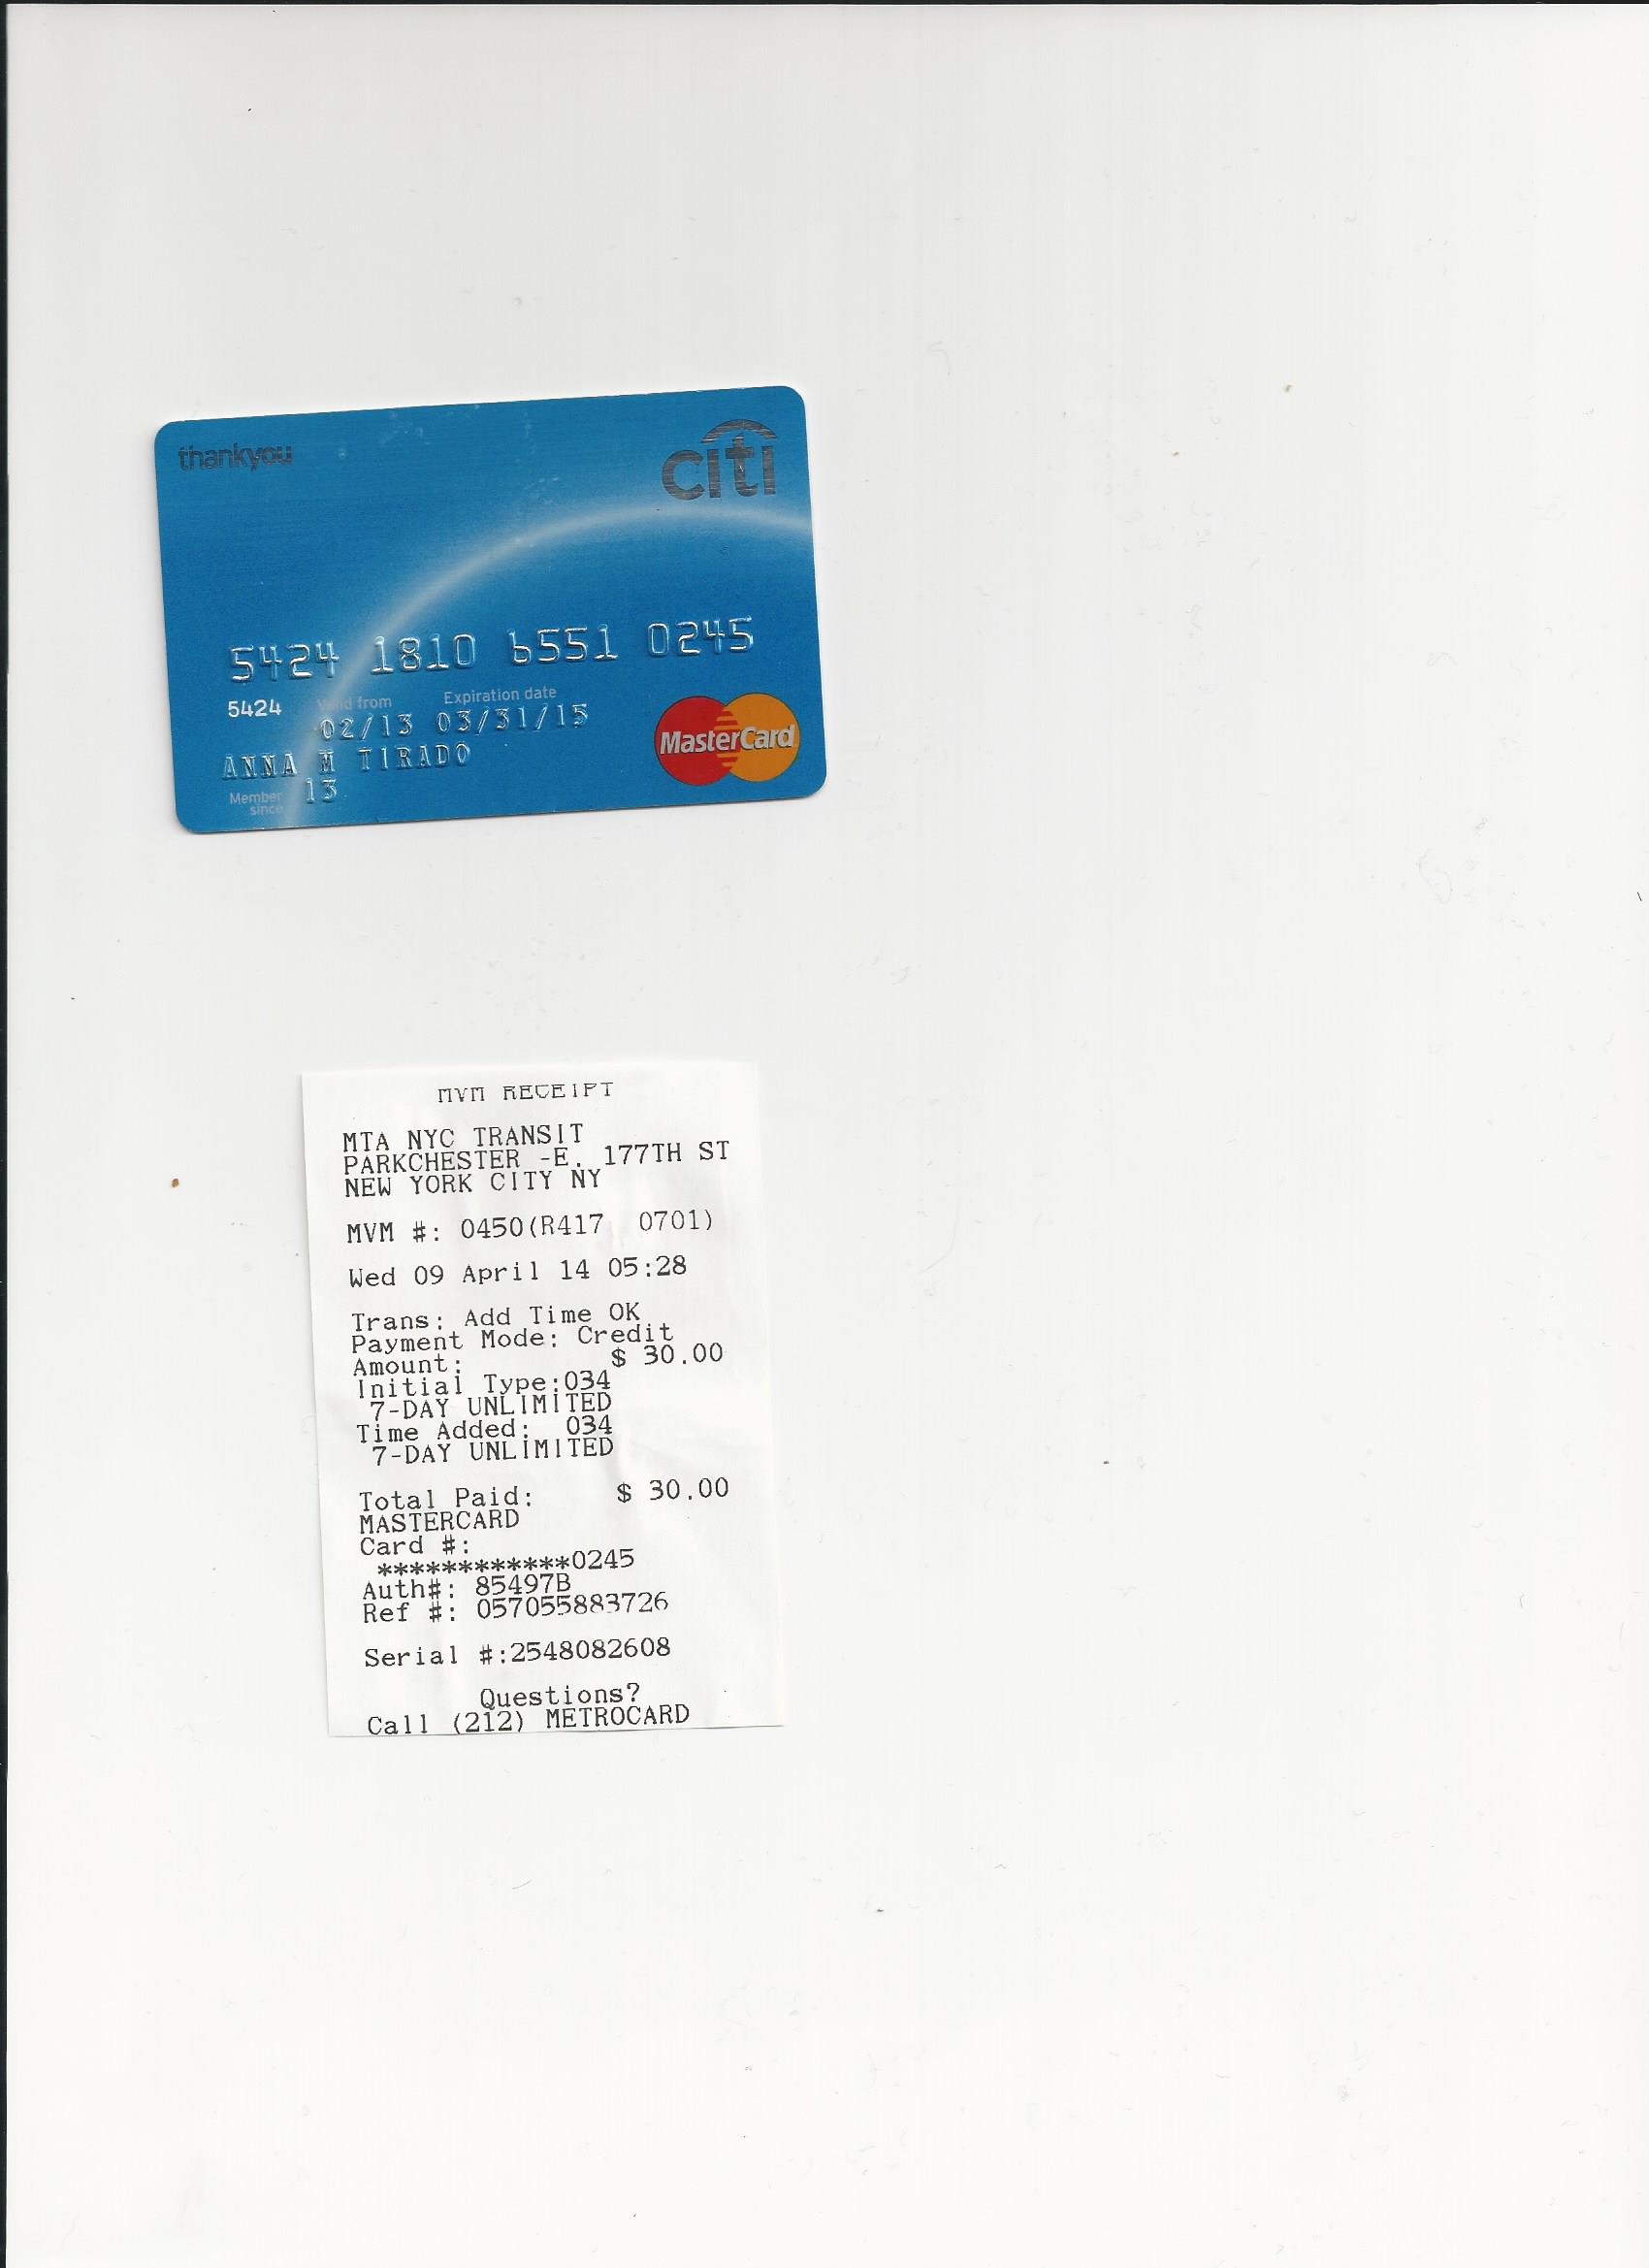 thankyou
citi
5424 1810 6551 0245
5424 Valid from Expiration date
02/13 03/31/15
ANNA M TIRADO
Member since 13
MasterCard
MVM RECEIPT
MTA NYC TRANSIT
PARKCHESTER -E. 177TH ST
NEW YORK CITY NY
MVM #: 0450(R417 0701)
Wed 09 April 14 05:28
Trans: Add Time OK
Payment Mode: Credit
Amount: $ 30.00
Initial Type:034
7-DAY UNLIMITED
Time Added: 034
7-DAY UNLIMITED
Total Paid: $ 30.00
MASTERCARD
Card #:
************0245
Auth#: 85497B
Ref #: 057055883726
Serial #:2548082608
Questions?
Call (212) METROCARD